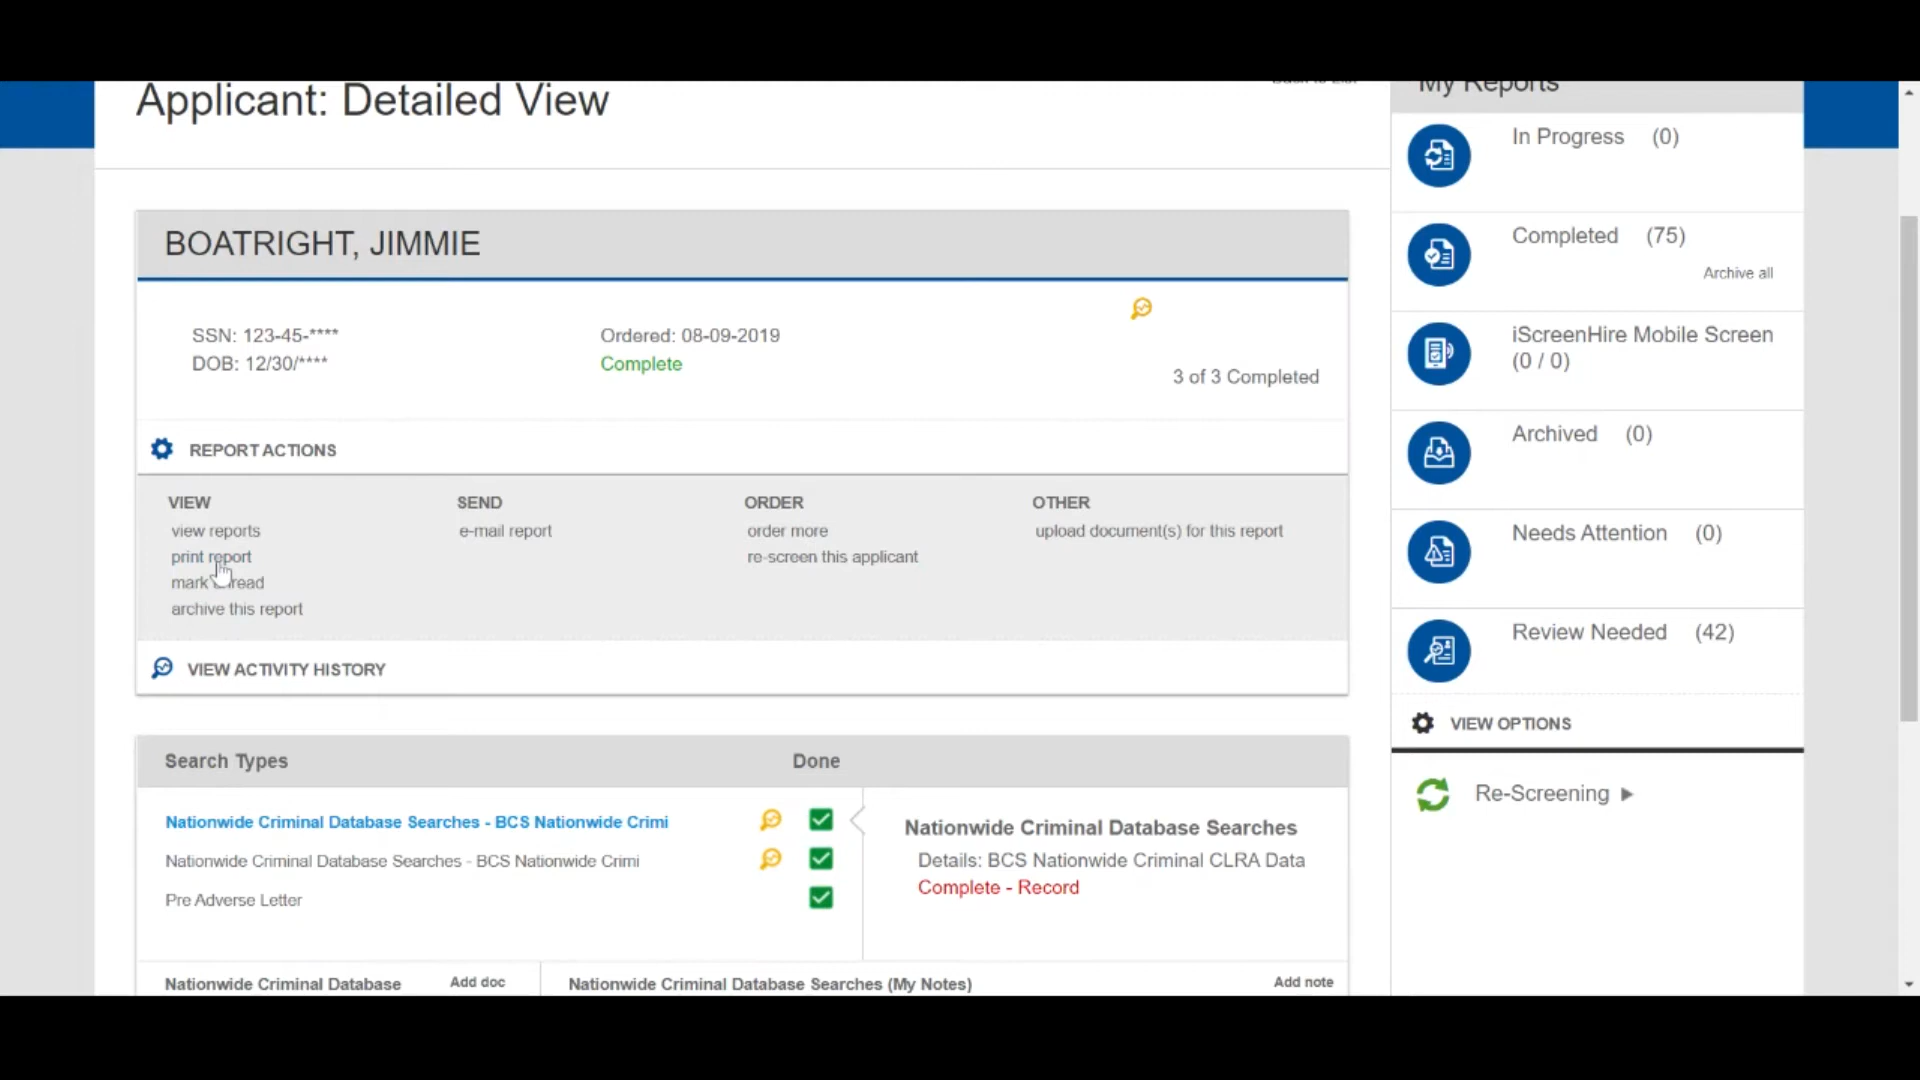 Applicant: Detailed View
My Reports
In Progress (0)
BOATRIGHT, JIMMIE
Completed (75)
Archive all
SSN: 123-45-****
DOB: 12/30/****
Ordered: 08-09-2019
Complete
3 of 3 Completed
iScreenHire Mobile Screen
(0 / 0)
Archived (0)
REPORT ACTIONS
VIEW
view reports
print report
mark unread
archive this report
SEND
e-mail report
ORDER
order more
re-screen this applicant
OTHER
upload document(s) for this report
Needs Attention (0)
Review Needed (42)
VIEW ACTIVITY HISTORY
VIEW OPTIONS
Re-Screening
Search Types Done
Nationwide Criminal Database Searches - BCS Nationwide Crimi
Nationwide Criminal Database Searches - BCS Nationwide Crimi
Pre Adverse Letter
Nationwide Criminal Database Searches
Details: BCS Nationwide Criminal CLRA Data
Complete - Record
Nationwide Criminal Database Add doc
Nationwide Criminal Database Searches (My Notes) Add note